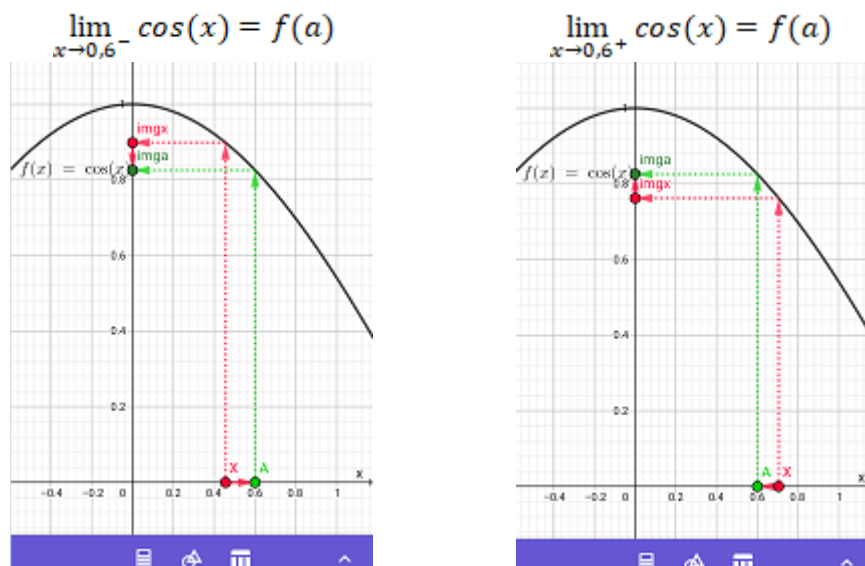 lim x→0,6⁻ cos(x) = f(a)
imgx
imga
f(x) = cos(x
1
0.8
0.6
0.4
0.2
X A
x
−0.4 −0.2 0 0.2 0.4 0.6 0.8 1
lim x→0,6⁺ cos(x) = f(a)
1
imga
f(x) = cos(x)
0.8
imgx
0.6
0.4
0.2
A X
x
−0.4 −0.2 0 0.2 0.4 0.6 0.8 1